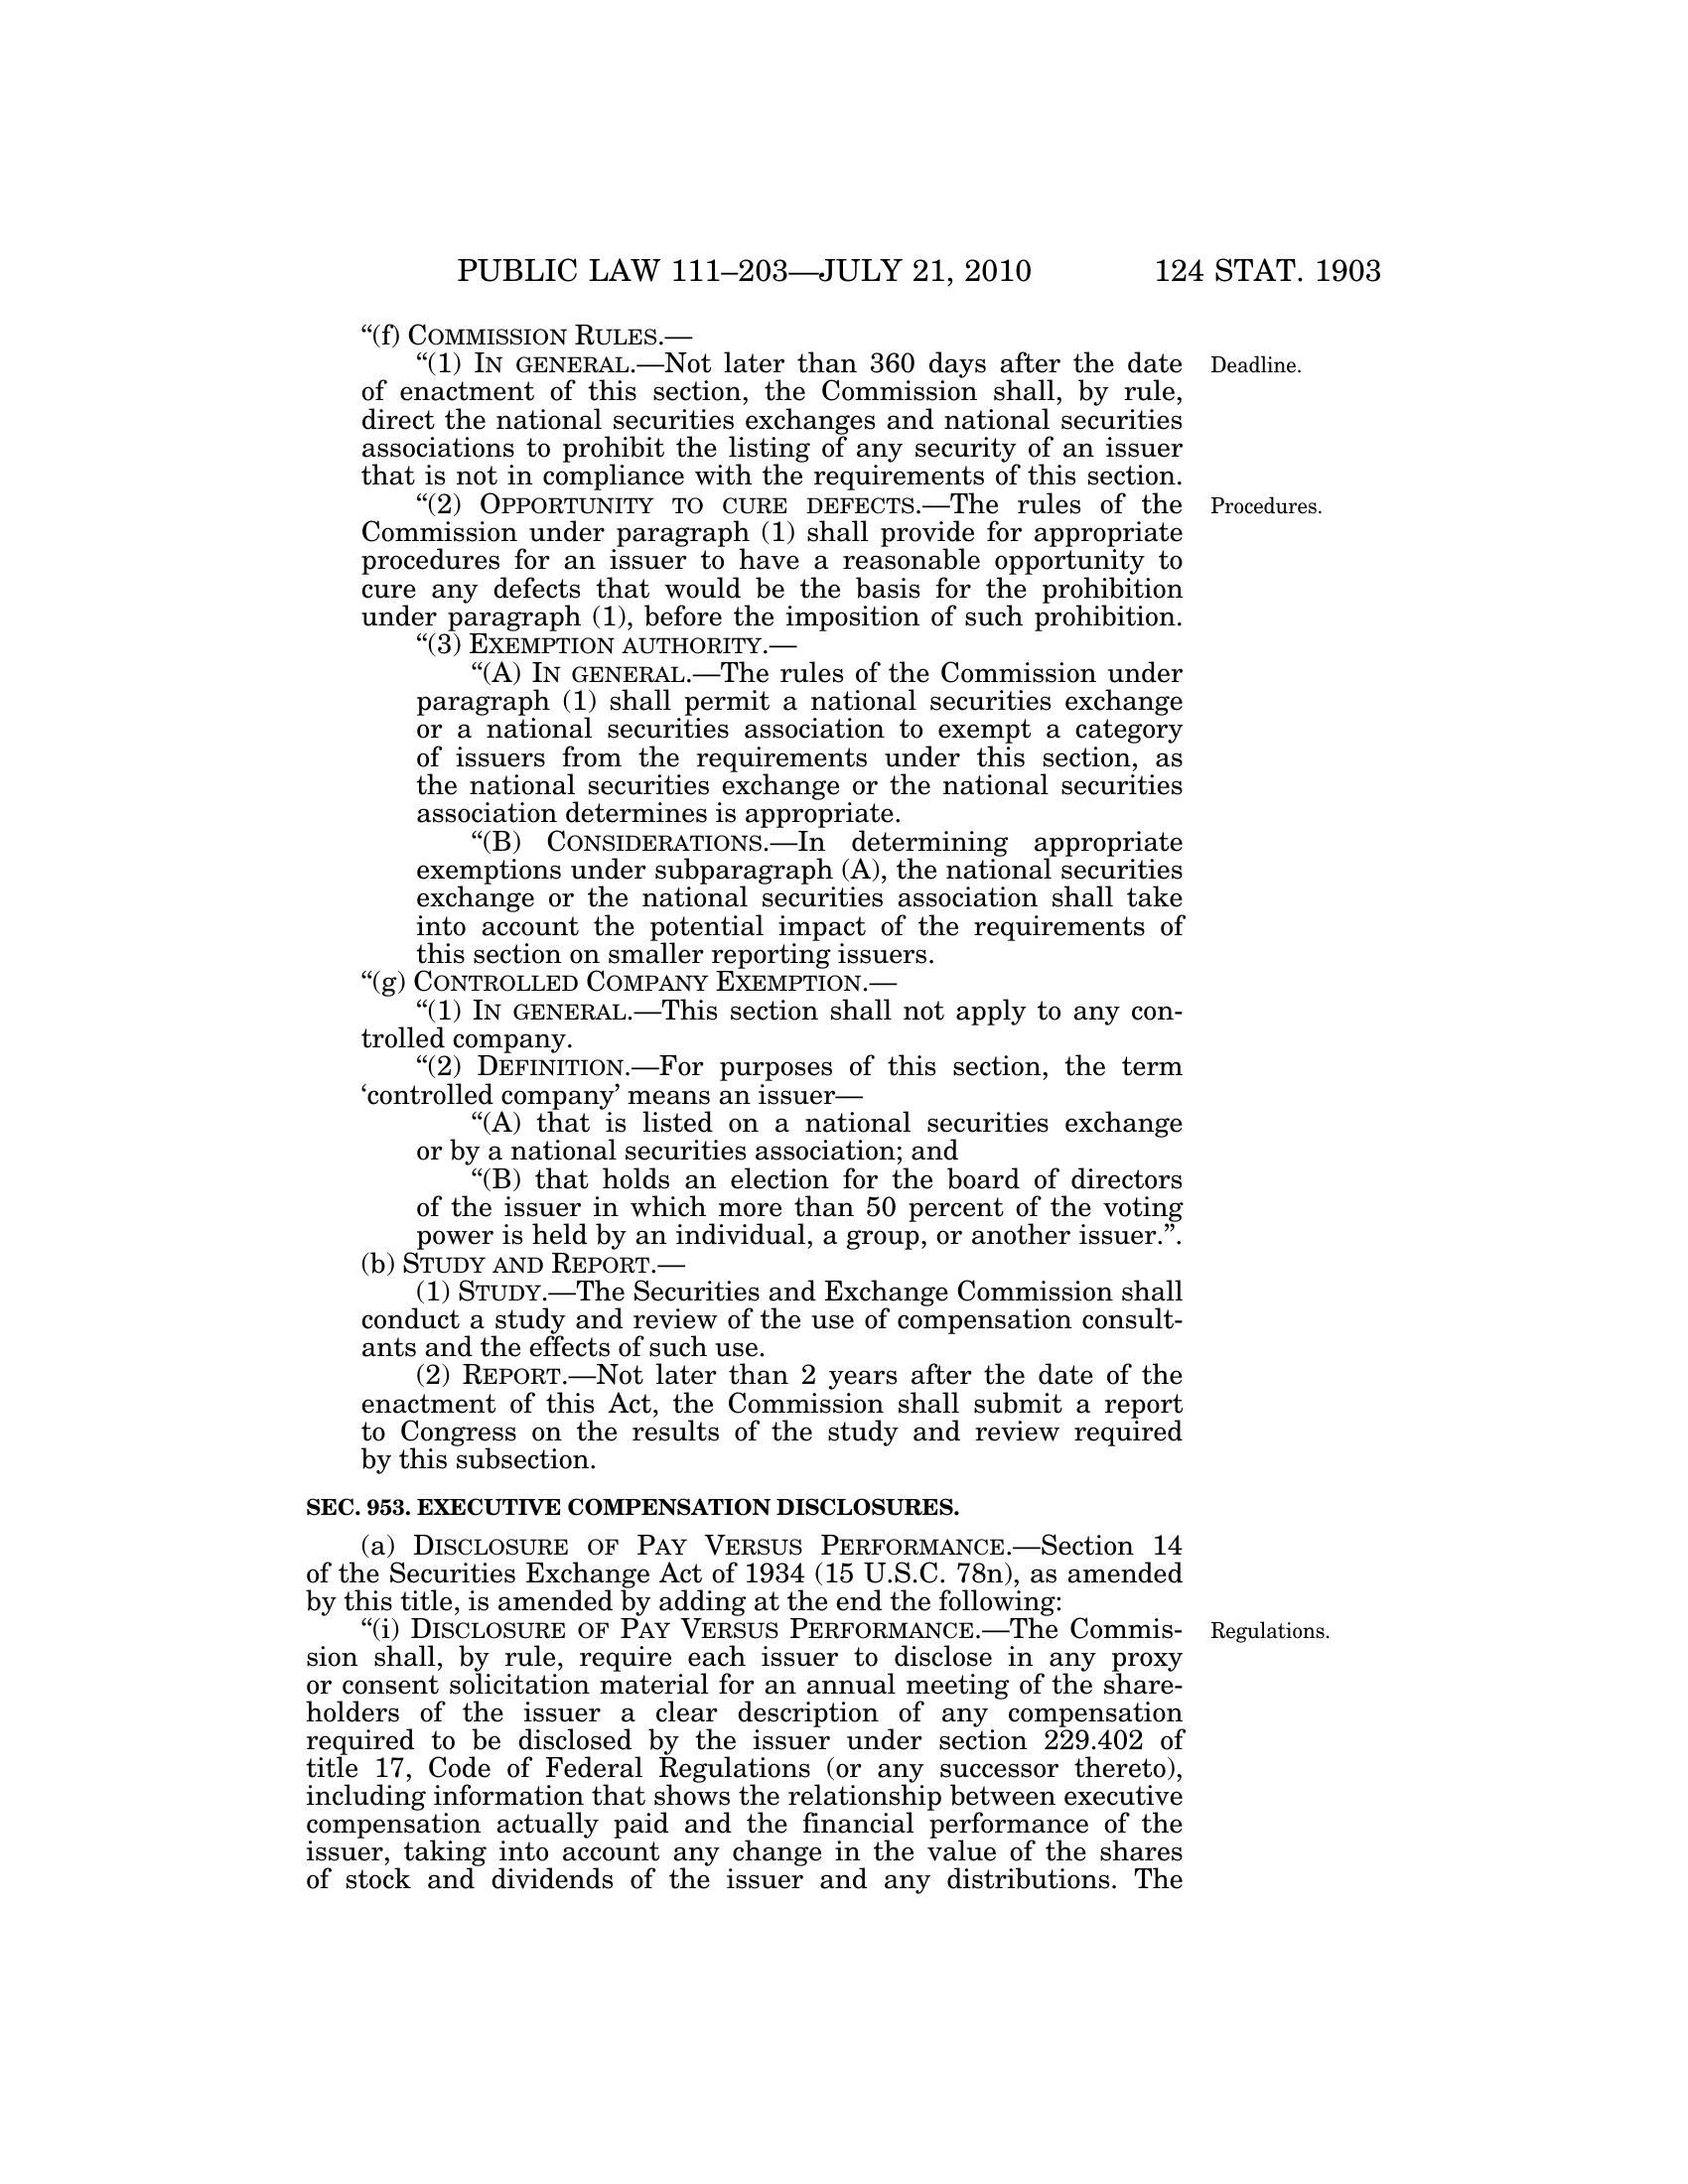 PUBLIC LAW 111–203—JULY 21, 2010 124 STAT. 1903
“(f) COMMISSION RULES.—
“(1) IN GENERAL.—Not later than 360 days after the date
Deadline.
of enactment of this section, the Commission shall, by rule,
direct the national securities exchanges and national securities
associations to prohibit the listing of any security of an issuer
that is not in compliance with the requirements of this section.
“(2) OPPORTUNITY TO CURE DEFECTS.—The rules of the
Procedures.
Commission under paragraph (1) shall provide for appropriate
procedures for an issuer to have a reasonable opportunity to
cure any defects that would be the basis for the prohibition
under paragraph (1), before the imposition of such prohibition.
“(3) EXEMPTION AUTHORITY.—
“(A) IN GENERAL.—The rules of the Commission under
paragraph (1) shall permit a national securities exchange
or a national securities association to exempt a category
of issuers from the requirements under this section, as
the national securities exchange or the national securities
association determines is appropriate.
“(B) CONSIDERATIONS.—In determining appropriate
exemptions under subparagraph (A), the national securities
exchange or the national securities association shall take
into account the potential impact of the requirements of
this section on smaller reporting issuers.
“(g) CONTROLLED COMPANY EXEMPTION.—
“(1) IN GENERAL.—This section shall not apply to any con-
trolled company.
“(2) DEFINITION.—For purposes of this section, the term
‘controlled company’ means an issuer—
“(A) that is listed on a national securities exchange
or by a national securities association; and
“(B) that holds an election for the board of directors
of the issuer in which more than 50 percent of the voting
power is held by an individual, a group, or another issuer.”.
(b) STUDY AND REPORT.—
(1) STUDY.—The Securities and Exchange Commission shall
conduct a study and review of the use of compensation consult-
ants and the effects of such use.
(2) REPORT.—Not later than 2 years after the date of the
enactment of this Act, the Commission shall submit a report
to Congress on the results of the study and review required
by this subsection.
SEC. 953. EXECUTIVE COMPENSATION DISCLOSURES.
(a) DISCLOSURE OF PAY VERSUS PERFORMANCE.—Section 14
of the Securities Exchange Act of 1934 (15 U.S.C. 78n), as amended
by this title, is amended by adding at the end the following:
“(i) DISCLOSURE OF PAY VERSUS PERFORMANCE.—The Commis-
Regulations.
sion shall, by rule, require each issuer to disclose in any proxy
or consent solicitation material for an annual meeting of the share-
holders of the issuer a clear description of any compensation
required to be disclosed by the issuer under section 229.402 of
title 17, Code of Federal Regulations (or any successor thereto),
including information that shows the relationship between executive
compensation actually paid and the financial performance of the
issuer, taking into account any change in the value of the shares
of stock and dividends of the issuer and any distributions. The